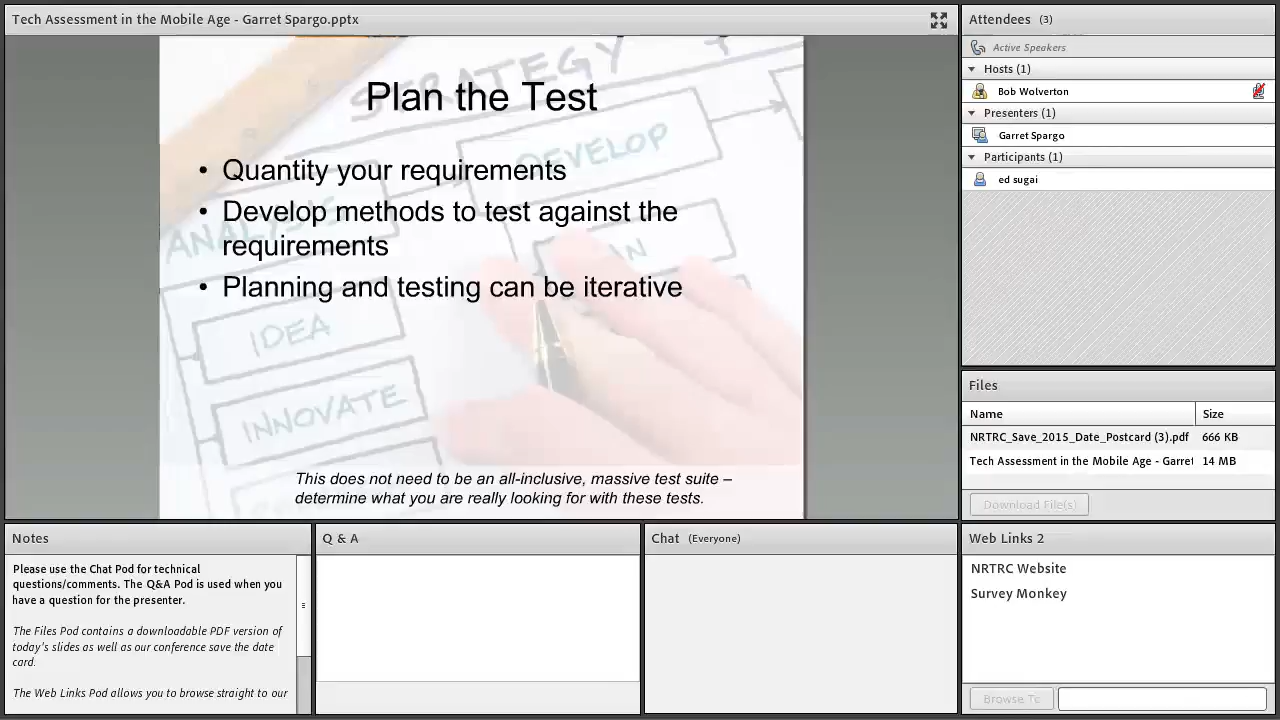 Tech Assessment in the Mobile Age - Garret Spargo.pptx
STRATEGY
Plan the Test
DEVELOP
• Quantity your requirements
• Develop methods to test against the
requirements
• Planning and testing can be iterative
ANALYSIS
IDEA
INNOVATE
This does not need to be an all-inclusive, massive test suite –
determine what you are really looking for with these tests.
Attendees (3)
Active Speakers
Hosts (1)
Bob Wolverton
Presenters (1)
Garret Spargo
Participants (1)
ed sugai
Files
Name Size
NRTRC_Save_2015_Date_Postcard (3).pdf 666 KB
Tech Assessment in the Mobile Age - Garret 14 MB
Download File(s)
Notes
Please use the Chat Pod for technical
questions/comments. The Q&A Pod is used when you
have a question for the presenter.
The Files Pod contains a downloadable PDF version of
today's slides as well as our conference save the date
card.
The Web Links Pod allows you to browse straight to our
Q & A
Chat (Everyone)
Web Links 2
NRTRC Website
Survey Monkey
Browse To